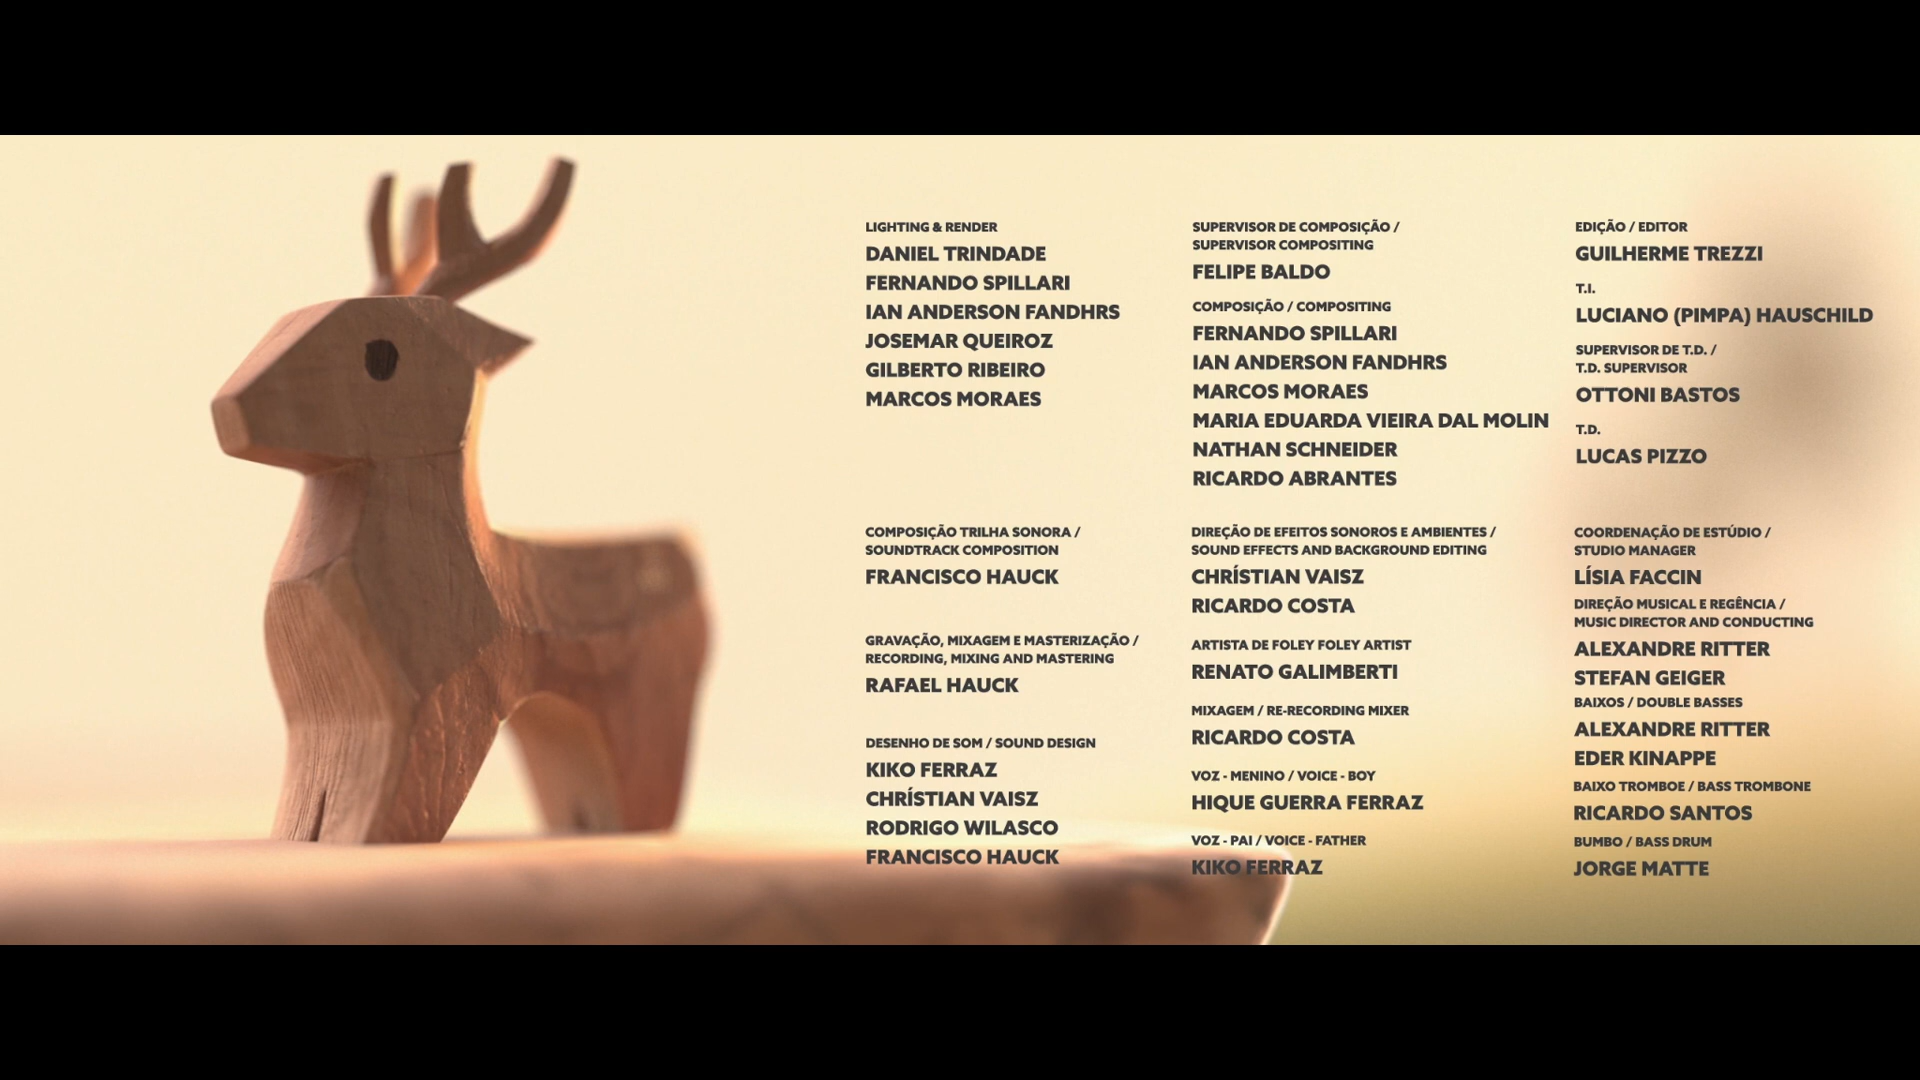 LIGHTING & RENDER
DANIEL TRINDADE
FERNANDO SPILLARI
IAN ANDERSON FANDHRS
JOSEMAR QUEIROZ
GILBERTO RIBEIRO
MARCOS MORAES
COMPOSIÇÃO TRILHA SONORA /
SOUNDTRACK COMPOSITION
FRANCISCO HAUCK
GRAVAÇÃO, MIXAGEM E MASTERIZAÇÃO /
RECORDING, MIXING AND MASTERING
RAFAEL HAUCK
DESENHO DE SOM / SOUND DESIGN
KIKO FERRAZ
CHRÍSTIAN VAISZ
RODRIGO WILASCO
FRANCISCO HAUCK
SUPERVISOR DE COMPOSIÇÃO /
SUPERVISOR COMPOSITING
FELIPE BALDO
COMPOSIÇÃO / COMPOSITING
FERNANDO SPILLARI
IAN ANDERSON FANDHRS
MARCOS MORAES
MARIA EDUARDA VIEIRA DAL MOLIN
NATHAN SCHNEIDER
RICARDO ABRANTES
DIREÇÃO DE EFEITOS SONOROS E AMBIENTES /
SOUND EFFECTS AND BACKGROUND EDITING
CHRÍSTIAN VAISZ
RICARDO COSTA
ARTISTA DE FOLEY FOLEY ARTIST
RENATO GALIMBERTI
MIXAGEM / RE-RECORDING MIXER
RICARDO COSTA
VOZ - MENINO / VOICE - BOY
HIQUE GUERRA FERRAZ
VOZ - PAI / VOICE - FATHER
KIKO FERRAZ
EDIÇÃO / EDITOR
GUILHERME TREZZI
T.I.
LUCIANO (PIMPA) HAUSCHILD
SUPERVISOR DE T.D. /
T.D. SUPERVISOR
OTTONI BASTOS
T.D.
LUCAS PIZZO
COORDENAÇÃO DE ESTÚDIO /
STUDIO MANAGER
LÍSIA FACCIN
DIREÇÃO MUSICAL E REGÊNCIA /
MUSIC DIRECTOR AND CONDUCTING
ALEXANDRE RITTER
STEFAN GEIGER
BAIXOS / DOUBLE BASSES
ALEXANDRE RITTER
EDER KINAPPE
BAIXO TROMBOE / BASS TROMBONE
RICARDO SANTOS
BUMBO / BASS DRUM
JORGE MATTE